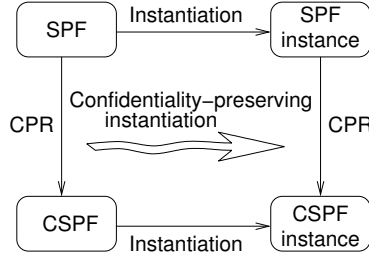 Instantiation
SPF
SPF
instance
Confidentiality−preserving
instantiation
CPR
CPR
CSPF
CSPF
instance
Instantiation